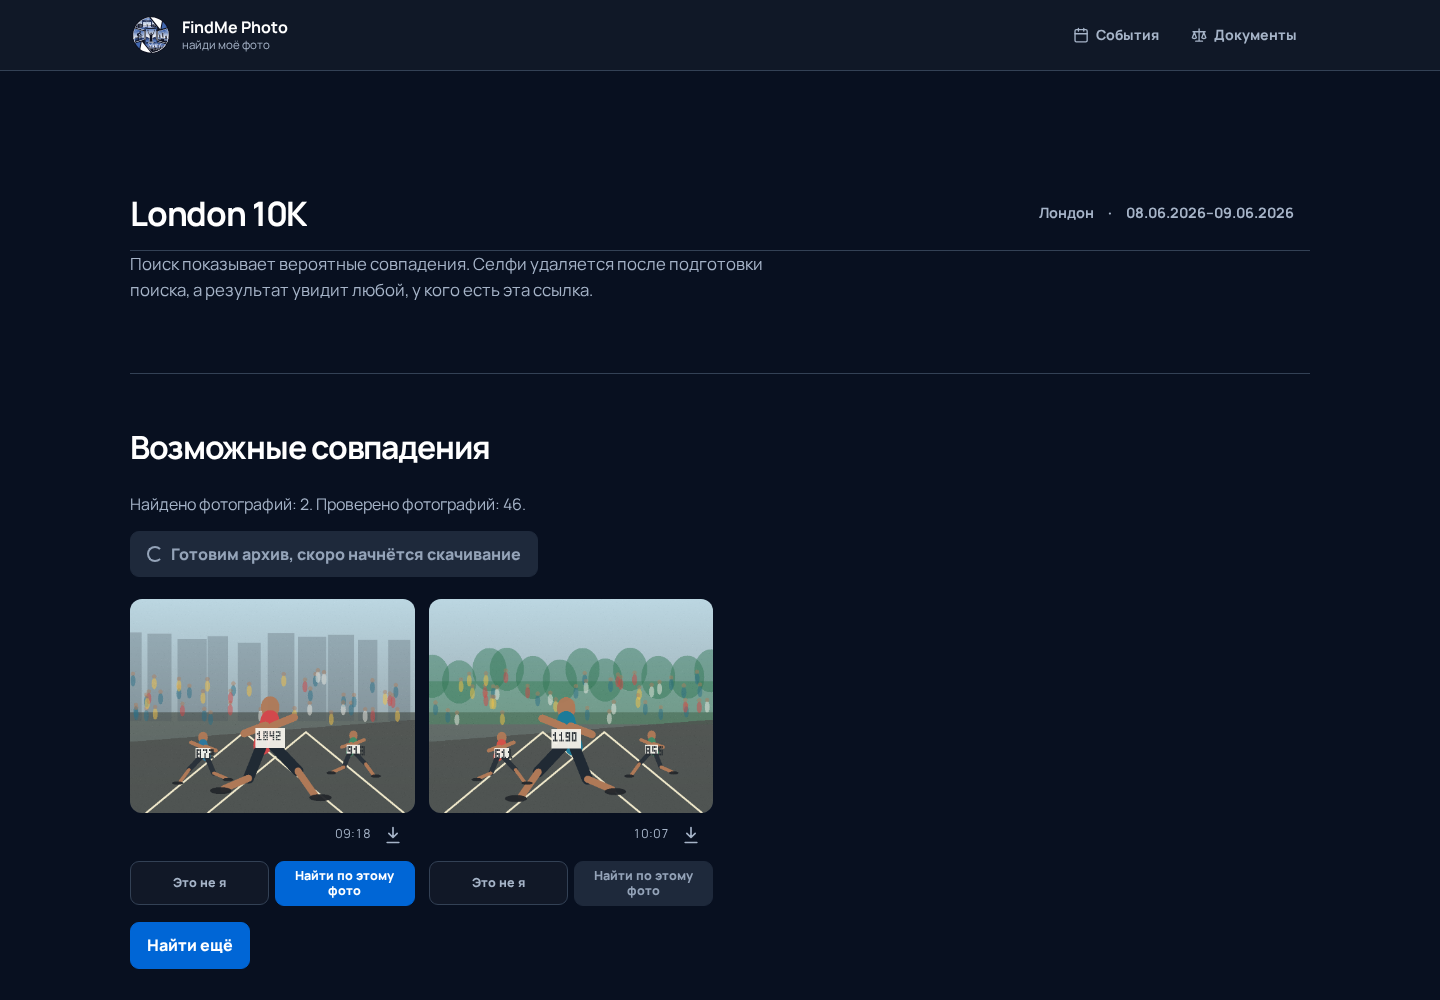 FindMe Photo
найди моё фото
События
Документы
London 10K
Лондон · 08.06.2026–09.06.2026
Поиск показывает вероятные совпадения. Селфи удаляется после подготовки
поиска, а результат увидит любой, у кого есть эта ссылка.
Возможные совпадения
Найдено фотографий: 2. Проверено фотографий: 46.
Готовим архив, скоро начнётся скачивание
1842
1190
09:18
10:07
Это не я
Найти по этому
фото
Это не я
Найти по этому
фото
Найти ещё